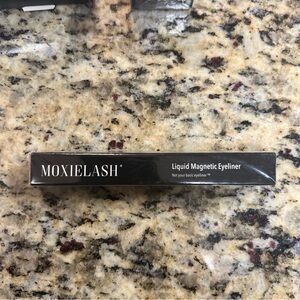 MOXIELASH®
Liquid Magnetic Eyeliner
Not your basic eyeliner™